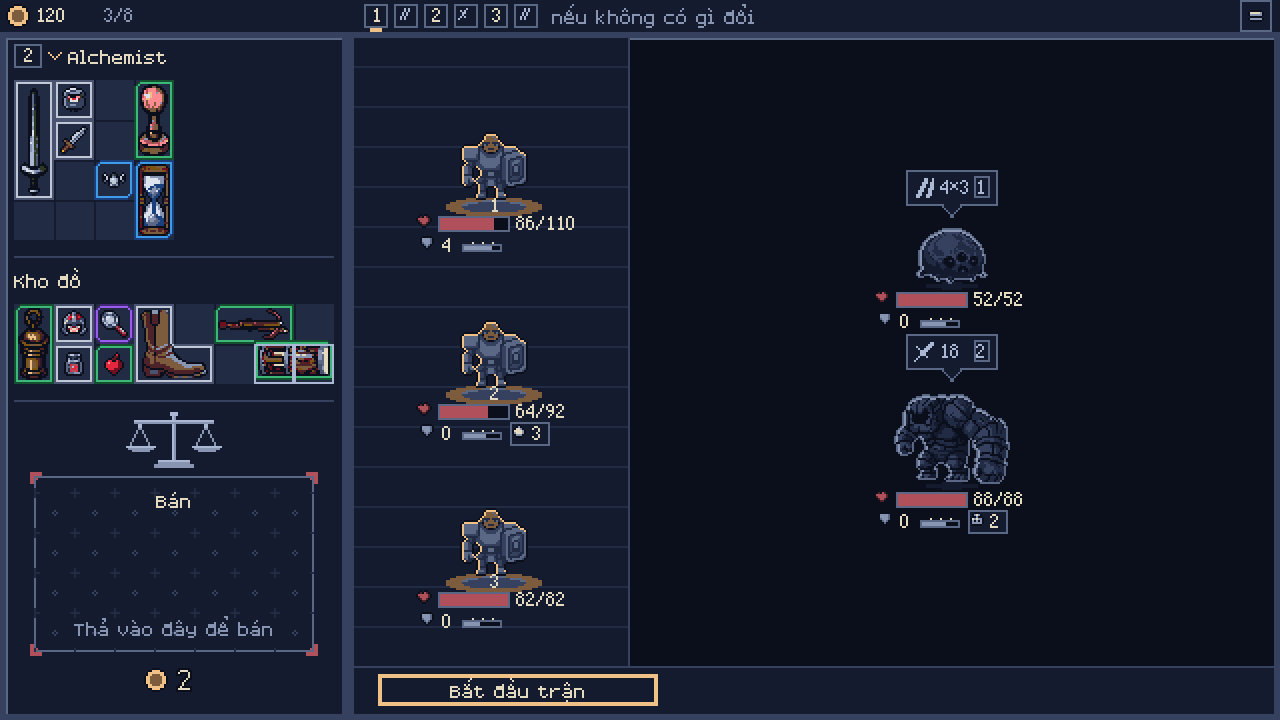 120 3/8
1 2 3 nếu không có gì đổi
2 Alchemist
Kho đồ
Bán
Thả vào đây để bán
2
1
86/110
4
2
64/92
0 3
3
82/82
0
4×3 1
52/52
0
18 2
88/88
0 2
Bắt đầu trận